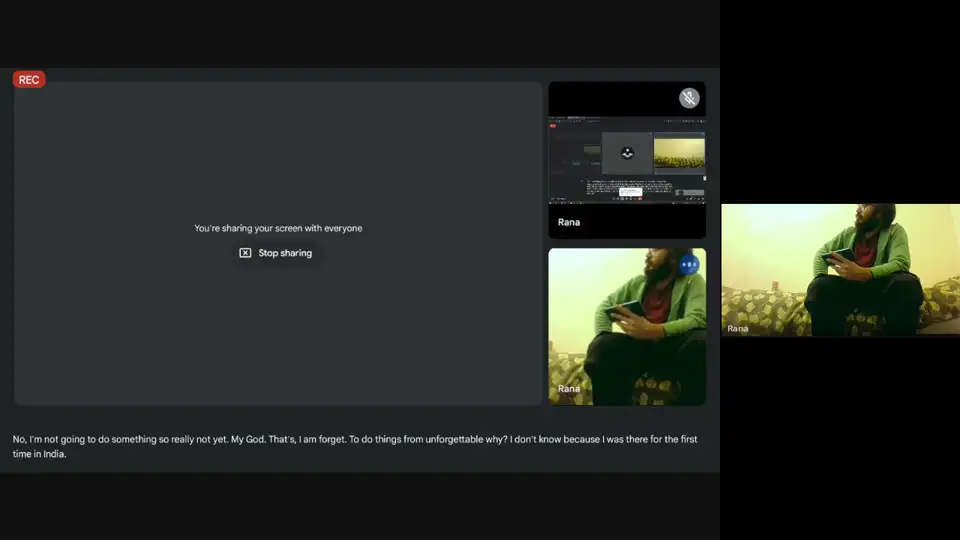 REC
You're sharing your screen with everyone
Stop sharing
Rana
Rana
No, I'm not going to do something so really not yet. My God. That's, I am forget. To do things from unforgettable why? I don't know because I was there for the first
time in India.
Rana